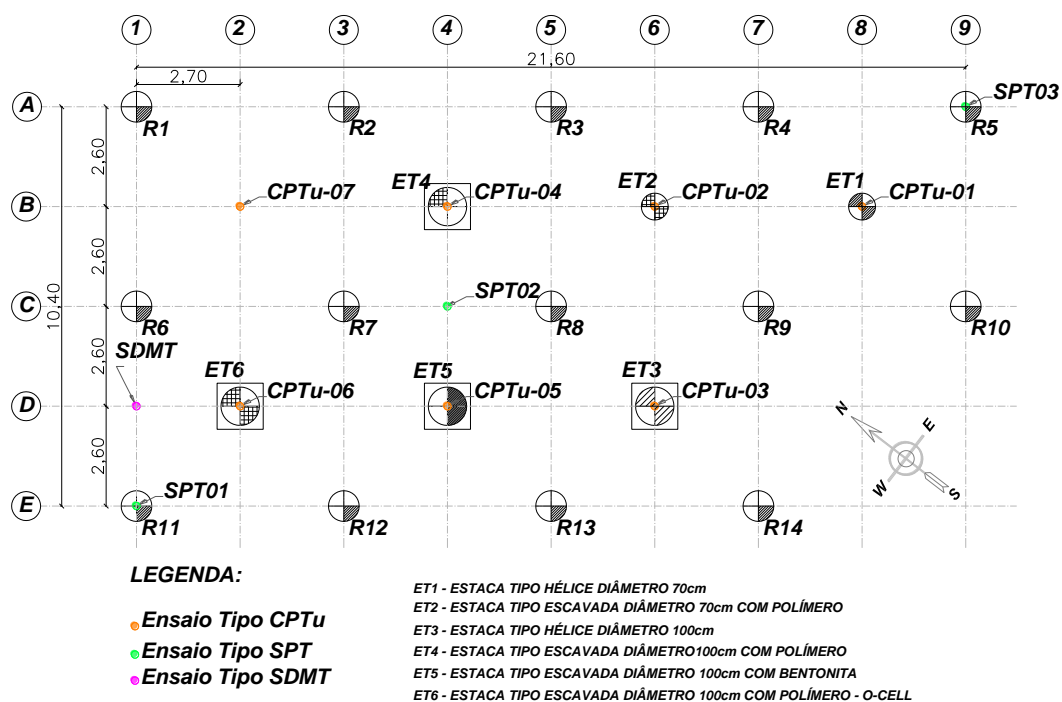 1 2 3 4 5 6 7 8 9
21,60
2,70
A
R1 R2 R3 R4 R5
SPT03
2,60
B
CPTu-07
ET4 CPTu-04
ET2 CPTu-02
ET1 CPTu-01
2,60
10,40
C
SPT02
R6 R7 R8 R9 R10
SDMT
2,60
D
ET6 CPTu-06
ET5 CPTu-05
ET3 CPTu-03
N E
W S
2,60
E
SPT01
R11 R12 R13 R14
LEGENDA:
Ensaio Tipo CPTu
Ensaio Tipo SPT
Ensaio Tipo SDMT
ET1 - ESTACA TIPO HÉLICE DIÂMETRO 70cm
ET2 - ESTACA TIPO ESCAVADA DIÂMETRO 70cm COM POLÍMERO
ET3 - ESTACA TIPO HÉLICE DIÂMETRO 100cm
ET4 - ESTACA TIPO ESCAVADA DIÂMETRO100cm COM POLÍMERO
ET5 - ESTACA TIPO ESCAVADA DIÂMETRO 100cm COM BENTONITA
ET6 - ESTACA TIPO ESCAVADA DIÂMETRO 100cm COM POLÍMERO - O-CELL